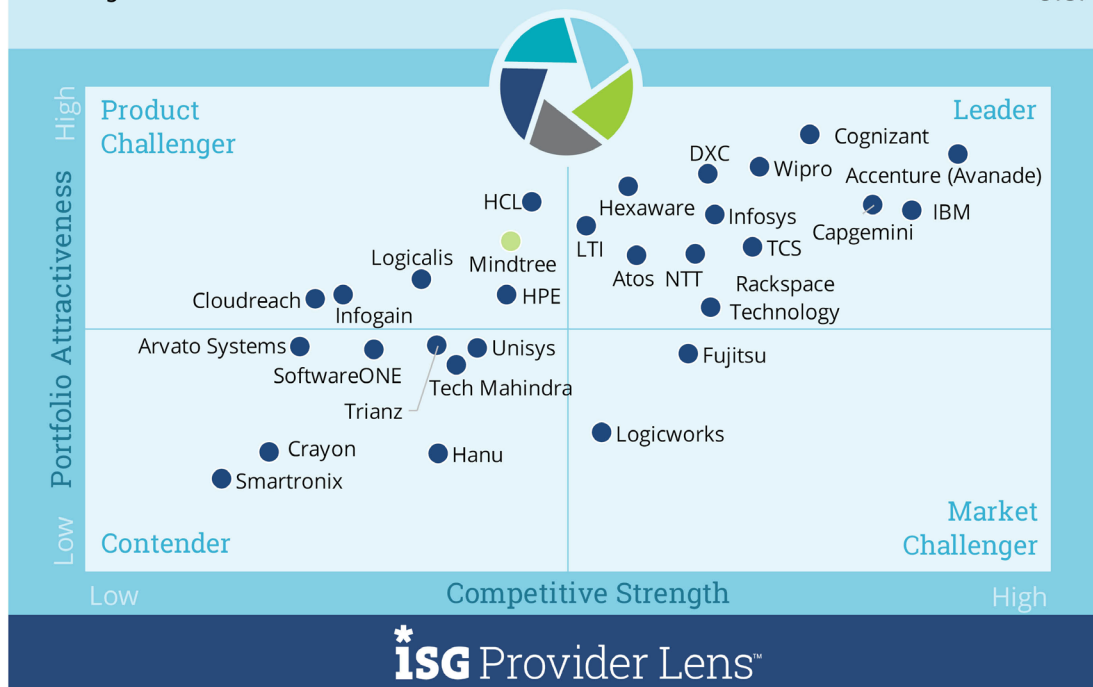 High
Product
Challenger
Leader
Cognizant
DXC
Wipro
Accenture (Avanade)
HCL
Hexaware
Infosys
IBM
Capgemini
LTI
TCS
Mindtree
Logicalis
Atos
NTT
Rackspace
Technology
HPE
Cloudreach
Infogain
Portfolio Attractiveness
Arvato Systems
Unisys
Fujitsu
SoftwareONE
Tech Mahindra
Trianz
Logicworks
Crayon
Hanu
Smartronix
Market
Challenger
Contender
Low
Low
Competitive Strength
High
ISG Provider Lens™